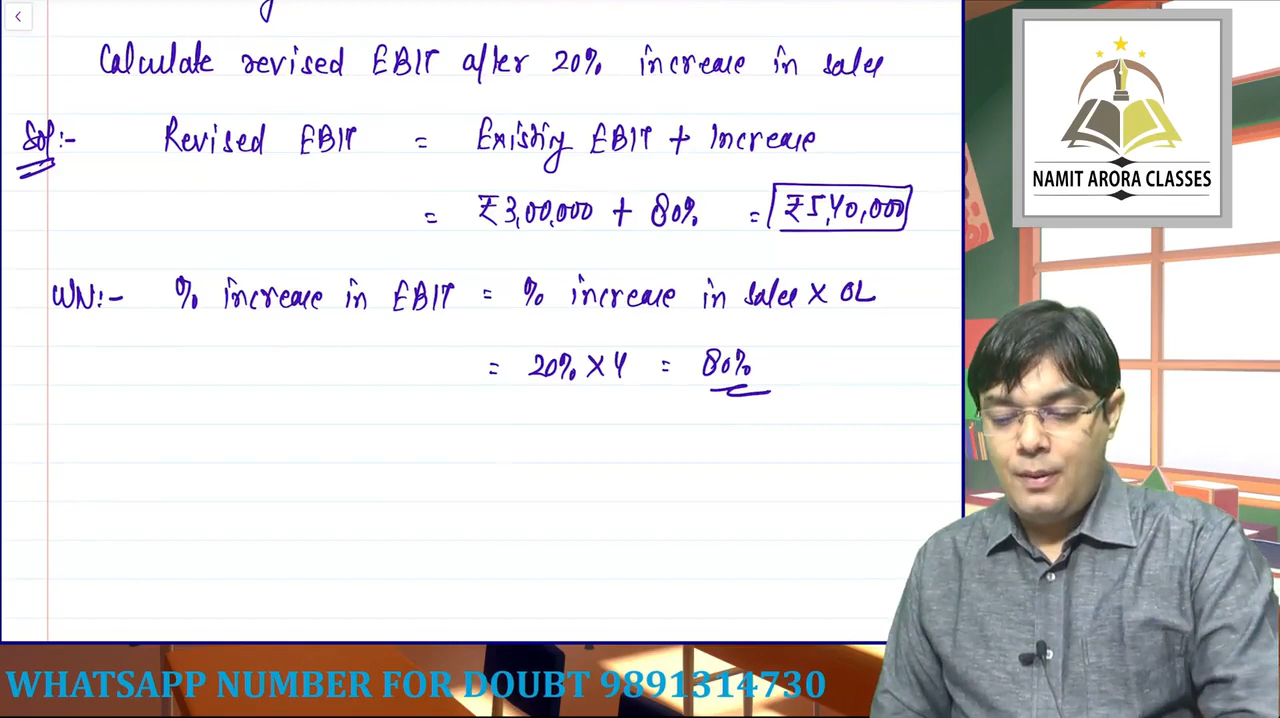 Calculate revised EBIT after 20% increase in sales
Sol:- Revised EBIT = Existing EBIT + Increase
= ₹3,00,000 + 80% = ₹5,40,000
WN:- % increase in EBIT = % increase in sales X OL
= 20% X 4 = 80%
NAMIT ARORA CLASSES
WHATSAPP NUMBER FOR DOUBT 9891314730